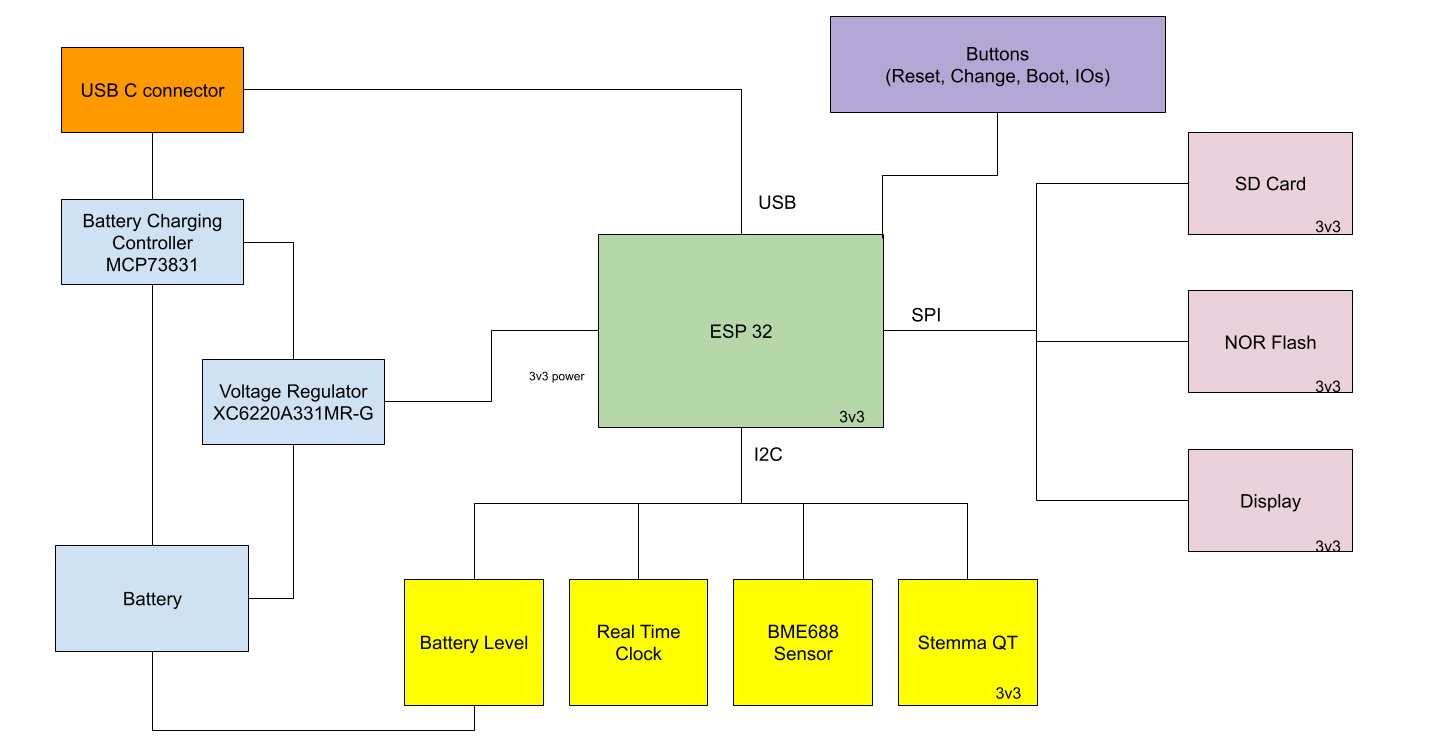 Buttons
(Reset, Change, Boot, IOs)
USB C connector
SD Card
3v3
USB
Battery Charging
Controller
MCP73831
SPI
ESP 32
NOR Flash
3v3
3v3 power
Voltage Regulator
XC6220A331MR-G
3v3
I2C
Display
3v3
Battery
Battery Level
Real Time
Clock
BME688
Sensor
Stemma QT
3v3